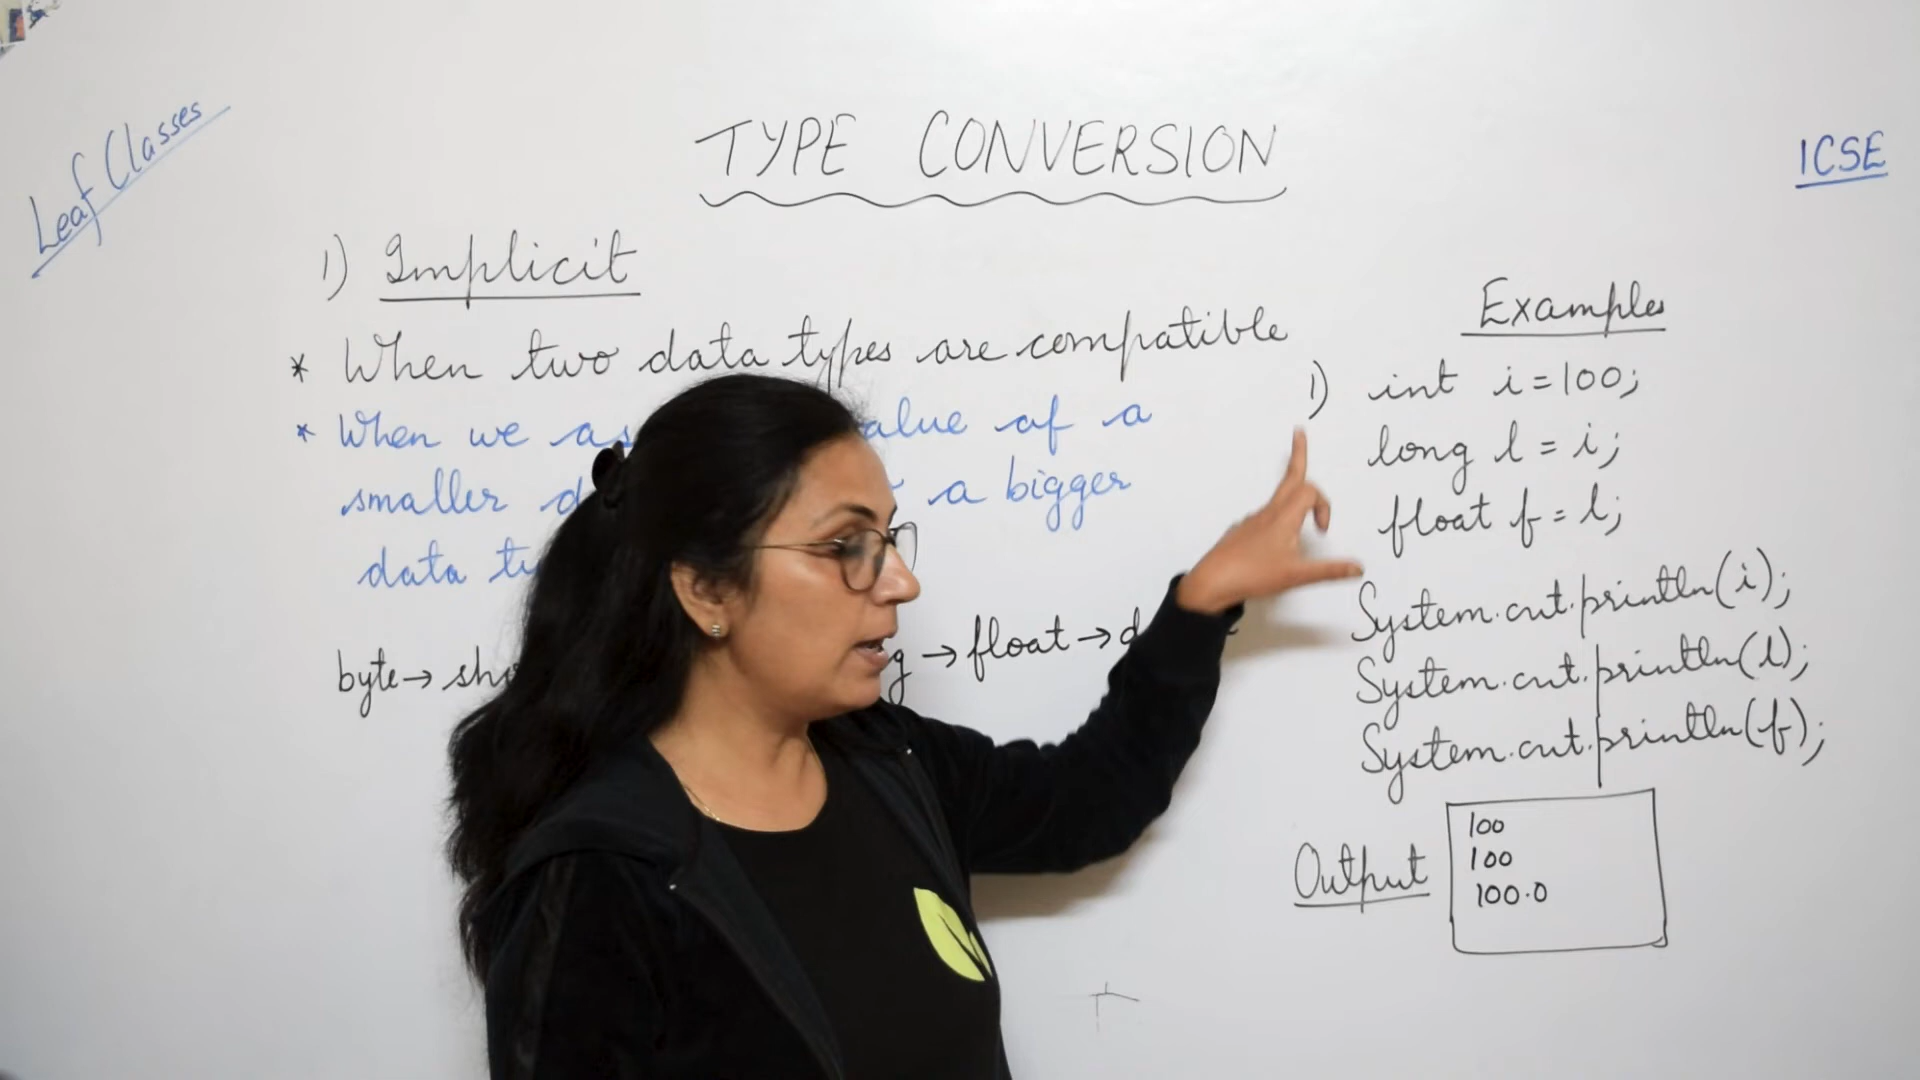 Leaf Classes
TYPE CONVERSION
ICSE
1) Implicit
* When two data types are compatible
* When we of a
smaller a bigger
data
byte → → float →
Examples
1) int i = 100;
long l = i;
float f = l;
System.out.println(i);
System.out.println(l);
System.out.println(f);
Output
100
100
100.0